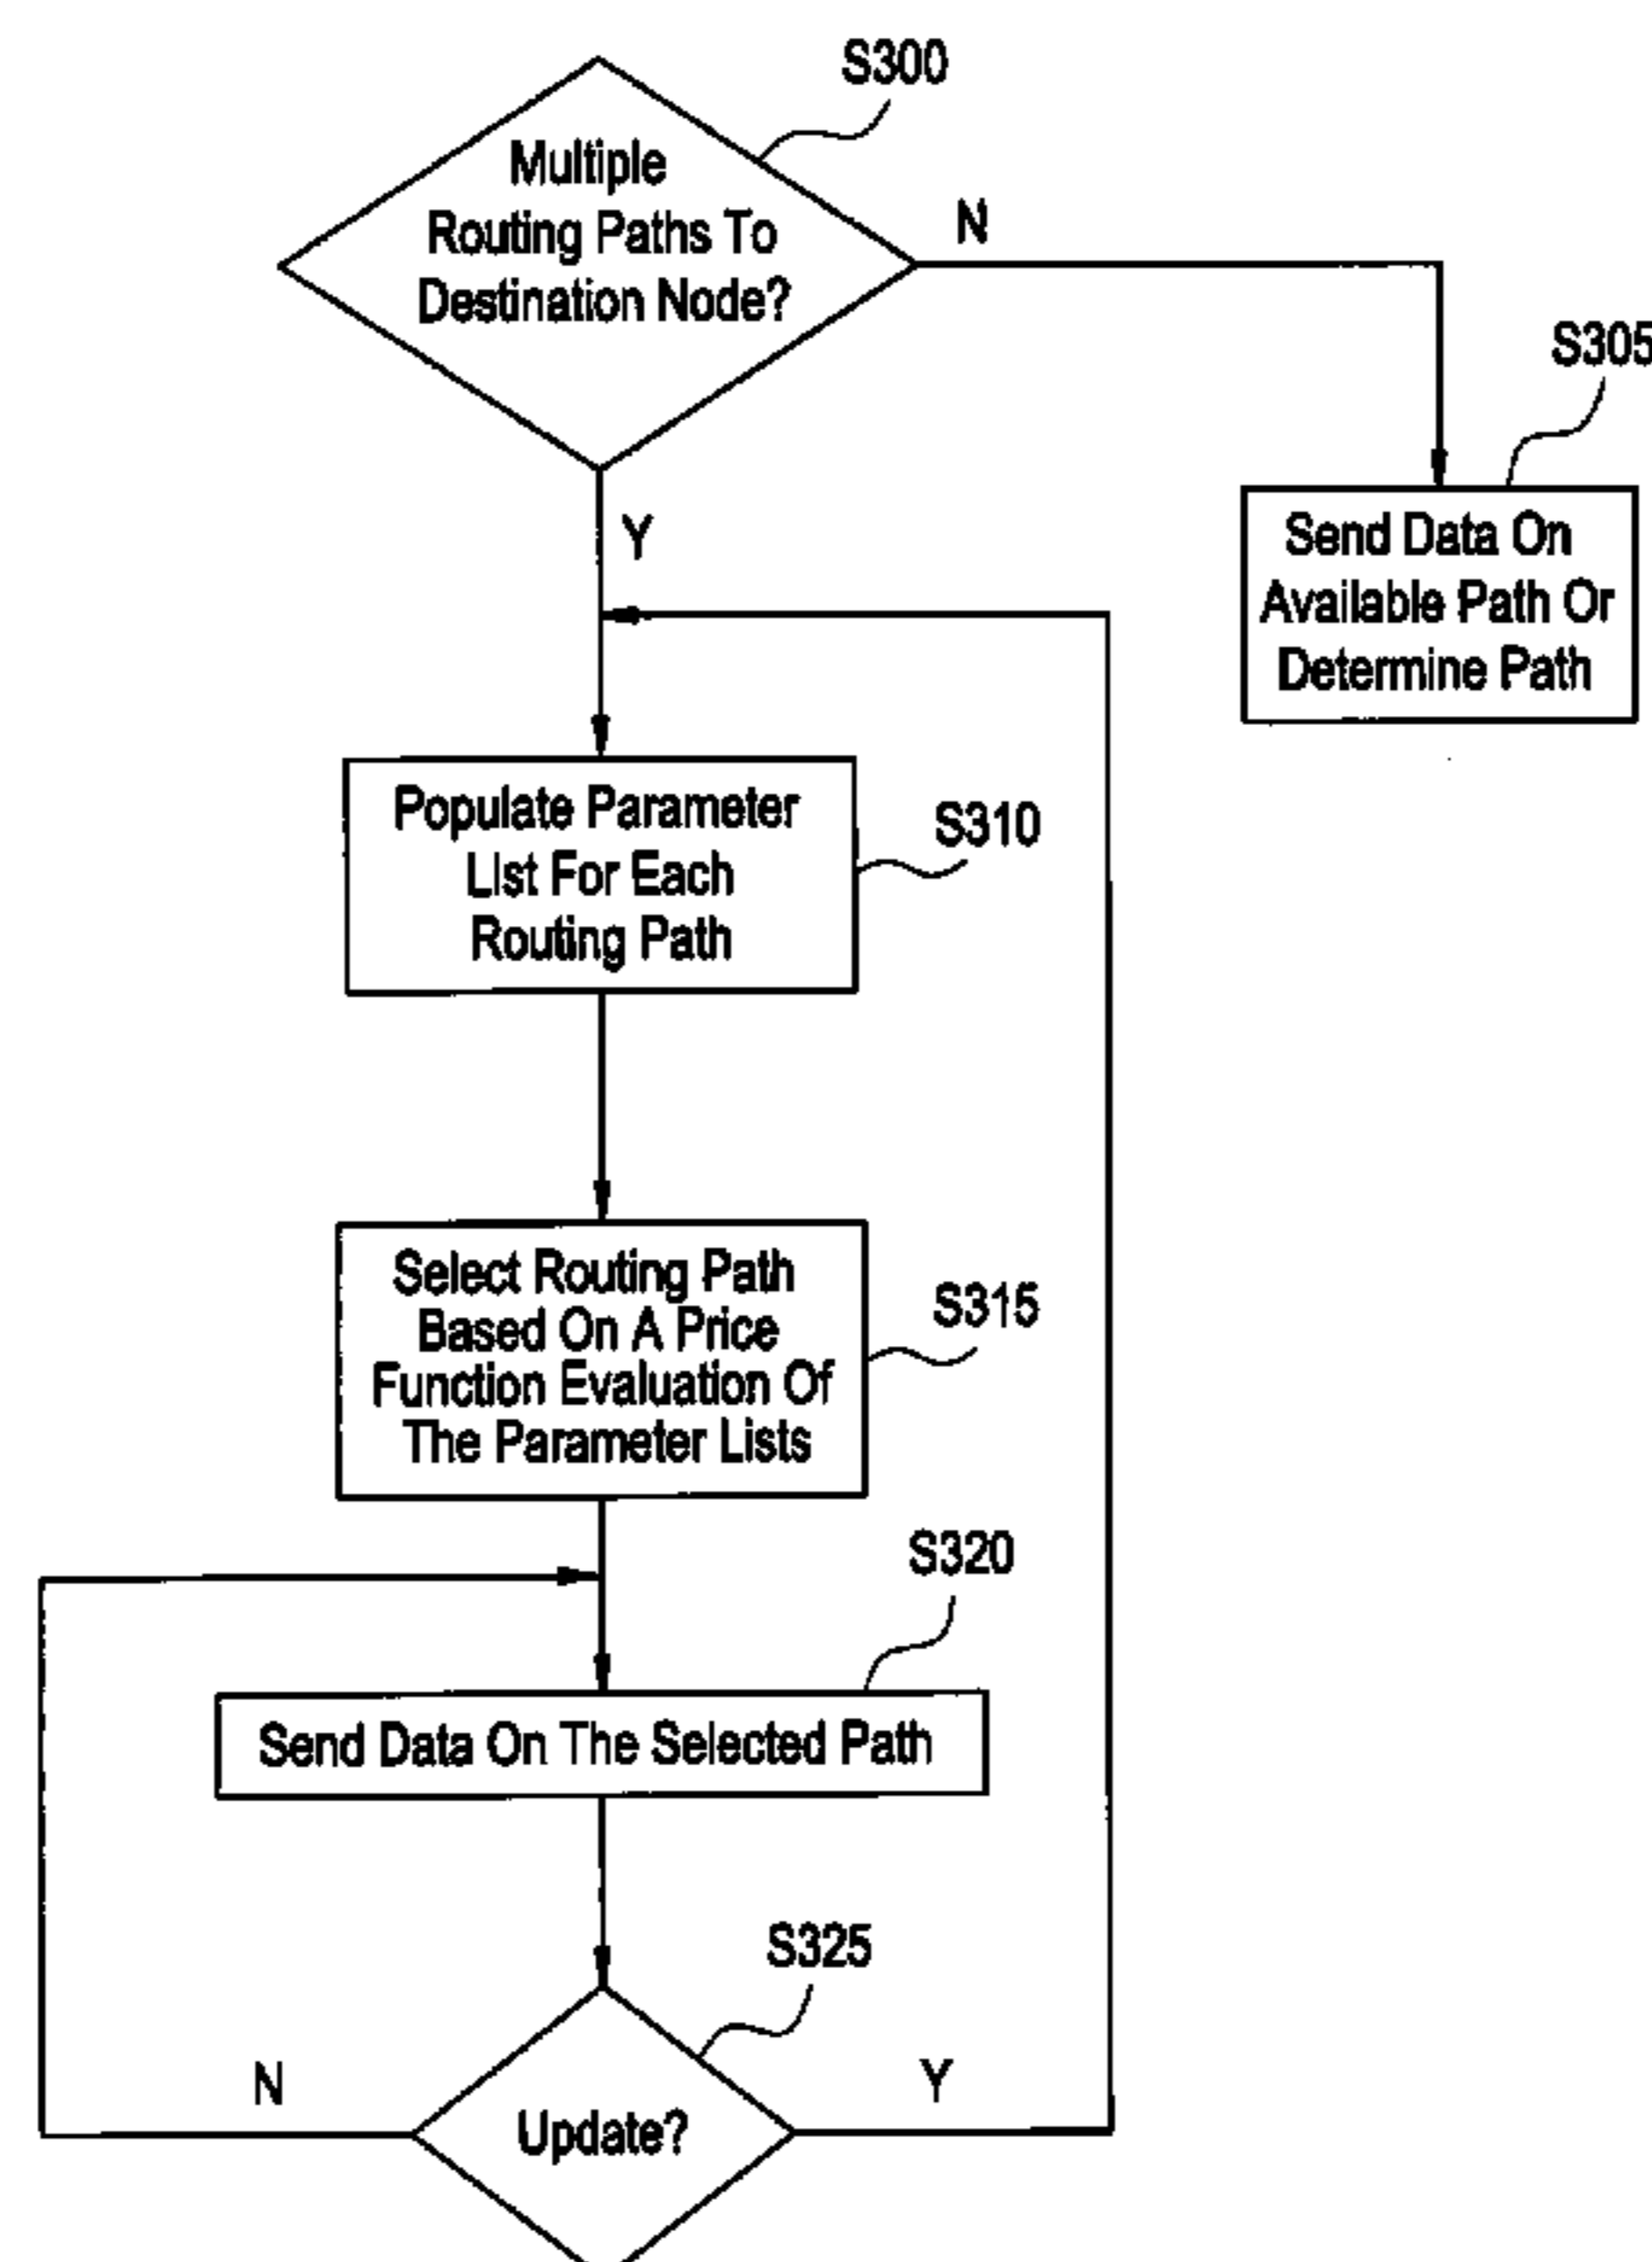 S300
Multiple
Routing Paths To
Destination Node?
N
S305
Send Data On
Available Path Or
Determine Path
Y
Populate Parameter
List For Each
Routing Path
S310
Select Routing Path
Based On A Price
Function Evaluation Of
The Parameter Lists
S315
S320
Send Data On The Selected Path
S325
N
Update?
Y